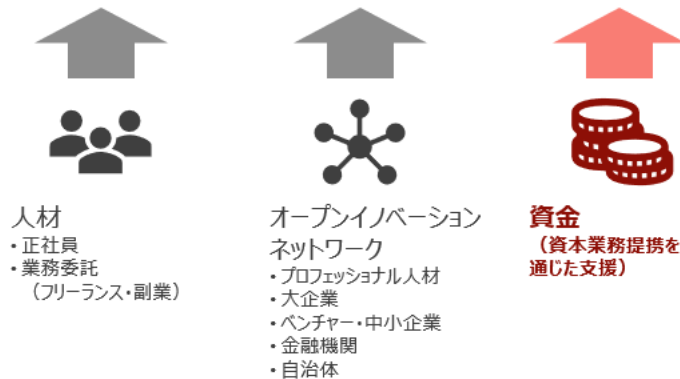 人材
・正社員
・業務委託
（フリーランス・副業）
オープンイノベーション
ネットワーク
・プロフェッショナル人材
・大企業
・ベンチャー・中小企業
・金融機関
・自治体
資金
（資本業務提携を
通じた支援）